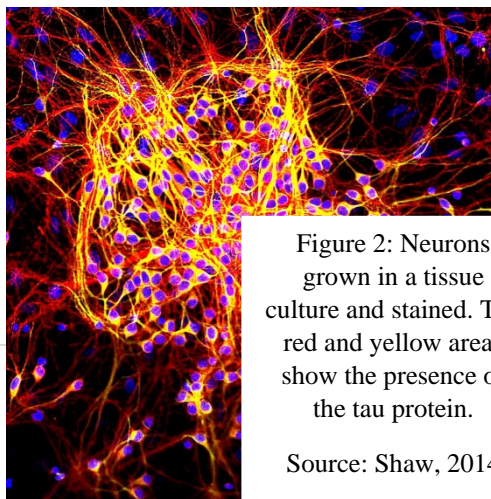 Figure 2: Neurons
grown in a tissue
culture and stained. T
red and yellow area
show the presence o
the tau protein.
Source: Shaw, 2014